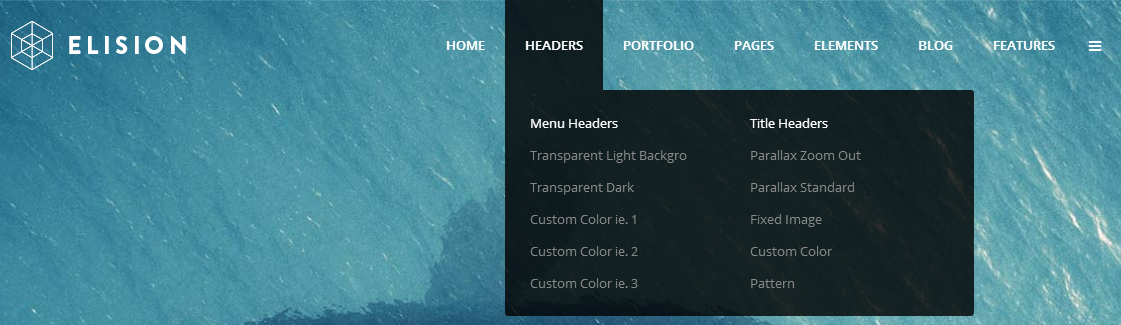 ELISION
HOME HEADERS PORTFOLIO PAGES ELEMENTS BLOG FEATURES
Menu Headers
Transparent Light Backgro
Transparent Dark
Custom Color ie. 1
Custom Color ie. 2
Custom Color ie. 3
Title Headers
Parallax Zoom Out
Parallax Standard
Fixed Image
Custom Color
Pattern